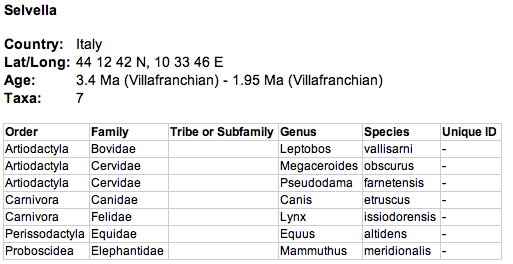 Selvella
Country: Italy
Lat/Long: 44 12 42 N, 10 33 46 E
Age: 3.4 Ma (Villafranchian) - 1.95 Ma (Villafranchian)
Taxa: 7
Order Family Tribe or Subfamily Genus Species Unique ID
Artiodactyla Bovidae Leptobos vallisarni -
Artiodactyla Cervidae Megaceroides obscurus -
Artiodactyla Cervidae Pseudodama farnetensis -
Carnivora Canidae Canis etruscus -
Carnivora Felidae Lynx issiodorensis -
Perissodactyla Equidae Equus altidens -
Proboscidea Elephantidae Mammuthus meridionalis -